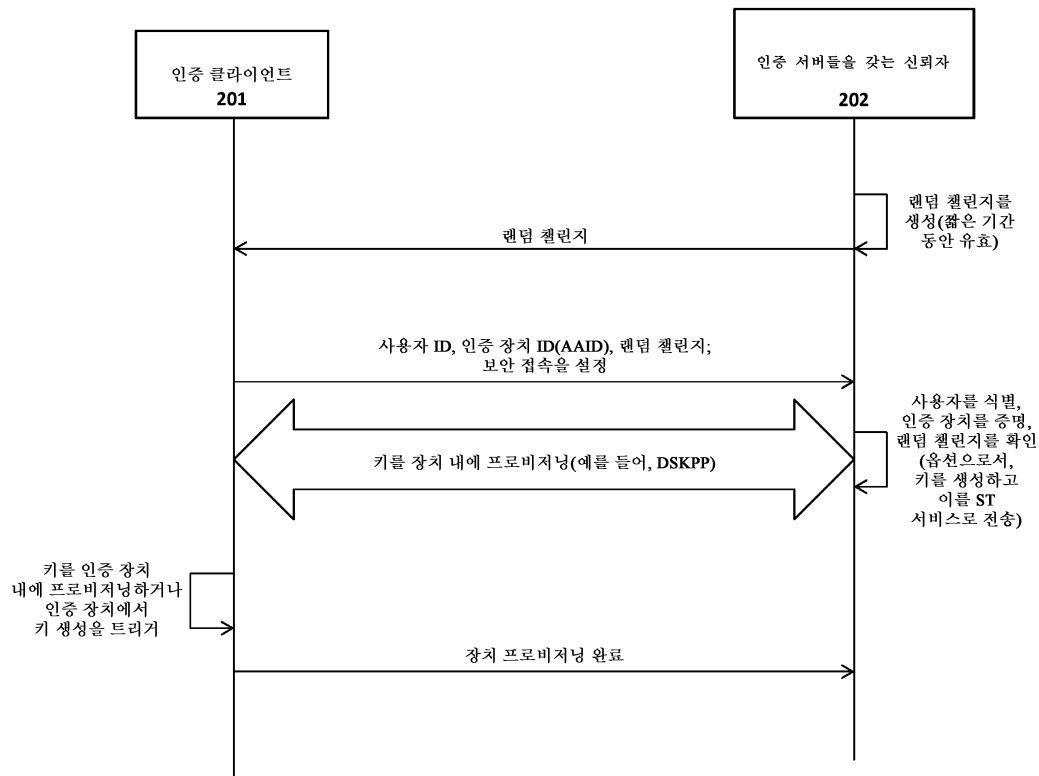 인증 클라이언트
201
인증 서버들을 갖는 신뢰자
202
랜덤 챌린지를
생성(짧은 기간
동안 유효)
랜덤 챌린지
사용자 ID, 인증 장치 ID(AAID), 랜덤 챌린지;
보안 접속을 설정
사용자를 식별,
인증 장치를 증명,
랜덤 챌린지를 확인
(옵션으로서,
키를 생성하고
이를 ST
서비스로 전송)
키를 장치 내에 프로비저닝(예를 들어, DSKPP)
키를 인증 장치
내에 프로비저닝하거나
인증 장치에서
키 생성을 트리거
장치 프로비저닝 완료